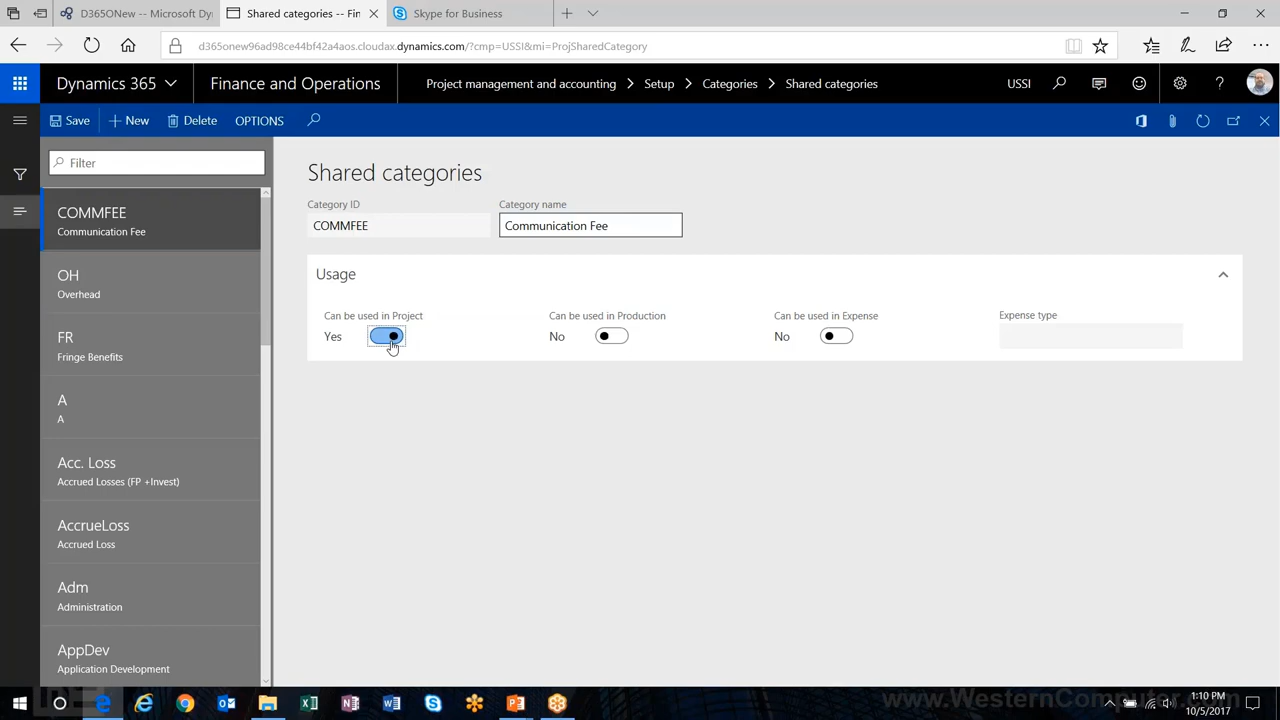 D365ONew — Microsoft Dy
Shared categories -- Fin
Skype for Business
d365onew96ad98ce44bf42a4aos.cloudax.dynamics.com/?cmp=USSI&mi=ProjSharedCategory
Dynamics 365
Finance and Operations
Project management and accounting > Setup > Categories > Shared categories
USSI
Save
New
Delete
OPTIONS
Filter
COMMFEE
Communication Fee
OH
Overhead
FR
Fringe Benefits
A
A
Acc. Loss
Accrued Losses (FP +Invest)
AccrueLoss
Accrued Loss
Adm
Administration
AppDev
Application Development
Shared categories
Category ID
COMMFEE
Category name
Communication Fee
Usage
Can be used in Project
Yes
Can be used in Production
No
Can be used in Expense
No
Expense type
www.WesternComputer.com
1:10 PM
10/5/2017